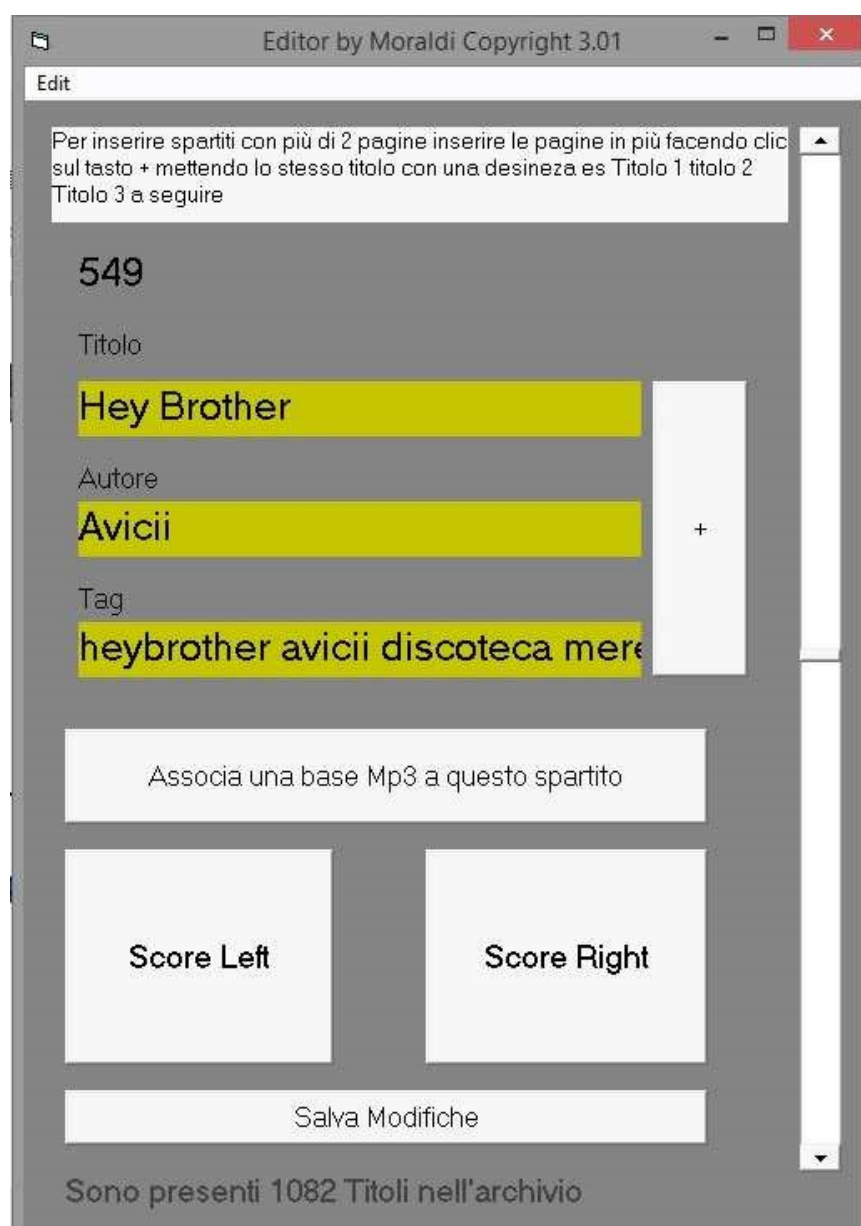 Editor by Moraldi Copyright 3.01
Edit
Per inserire spartiti con più di 2 pagine inserire le pagine in più facendo clic
sul tasto + mettendo lo stesso titolo con una desineza es Titolo 1 titolo 2
Titolo 3 a seguire
549
Titolo
Hey Brother
Autore
Avicii
+
Tag
heybrother avicii discoteca mere
Associa una base Mp3 a questo spartito
Score Left
Score Right
Salva Modifiche
Sono presenti 1082 Titoli nell'archivio